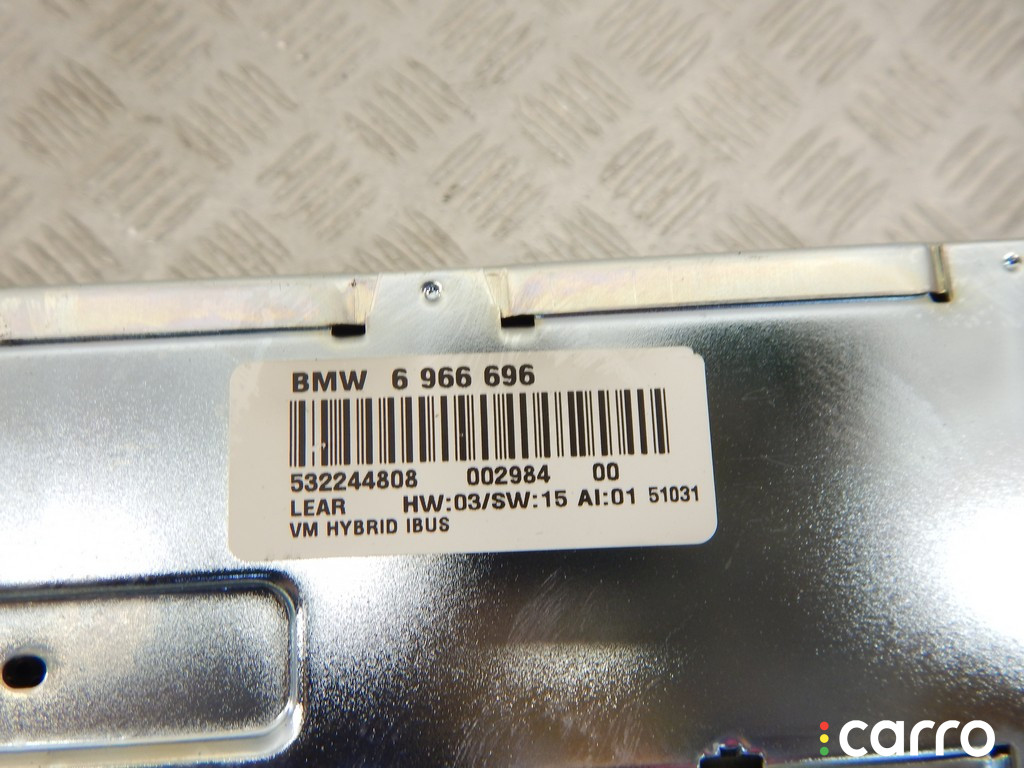 BMW 6 966 696
532244808 002984 00
LEAR HW:03/SW:15 AI:01 51031
VM HYBRID IBUS
carro